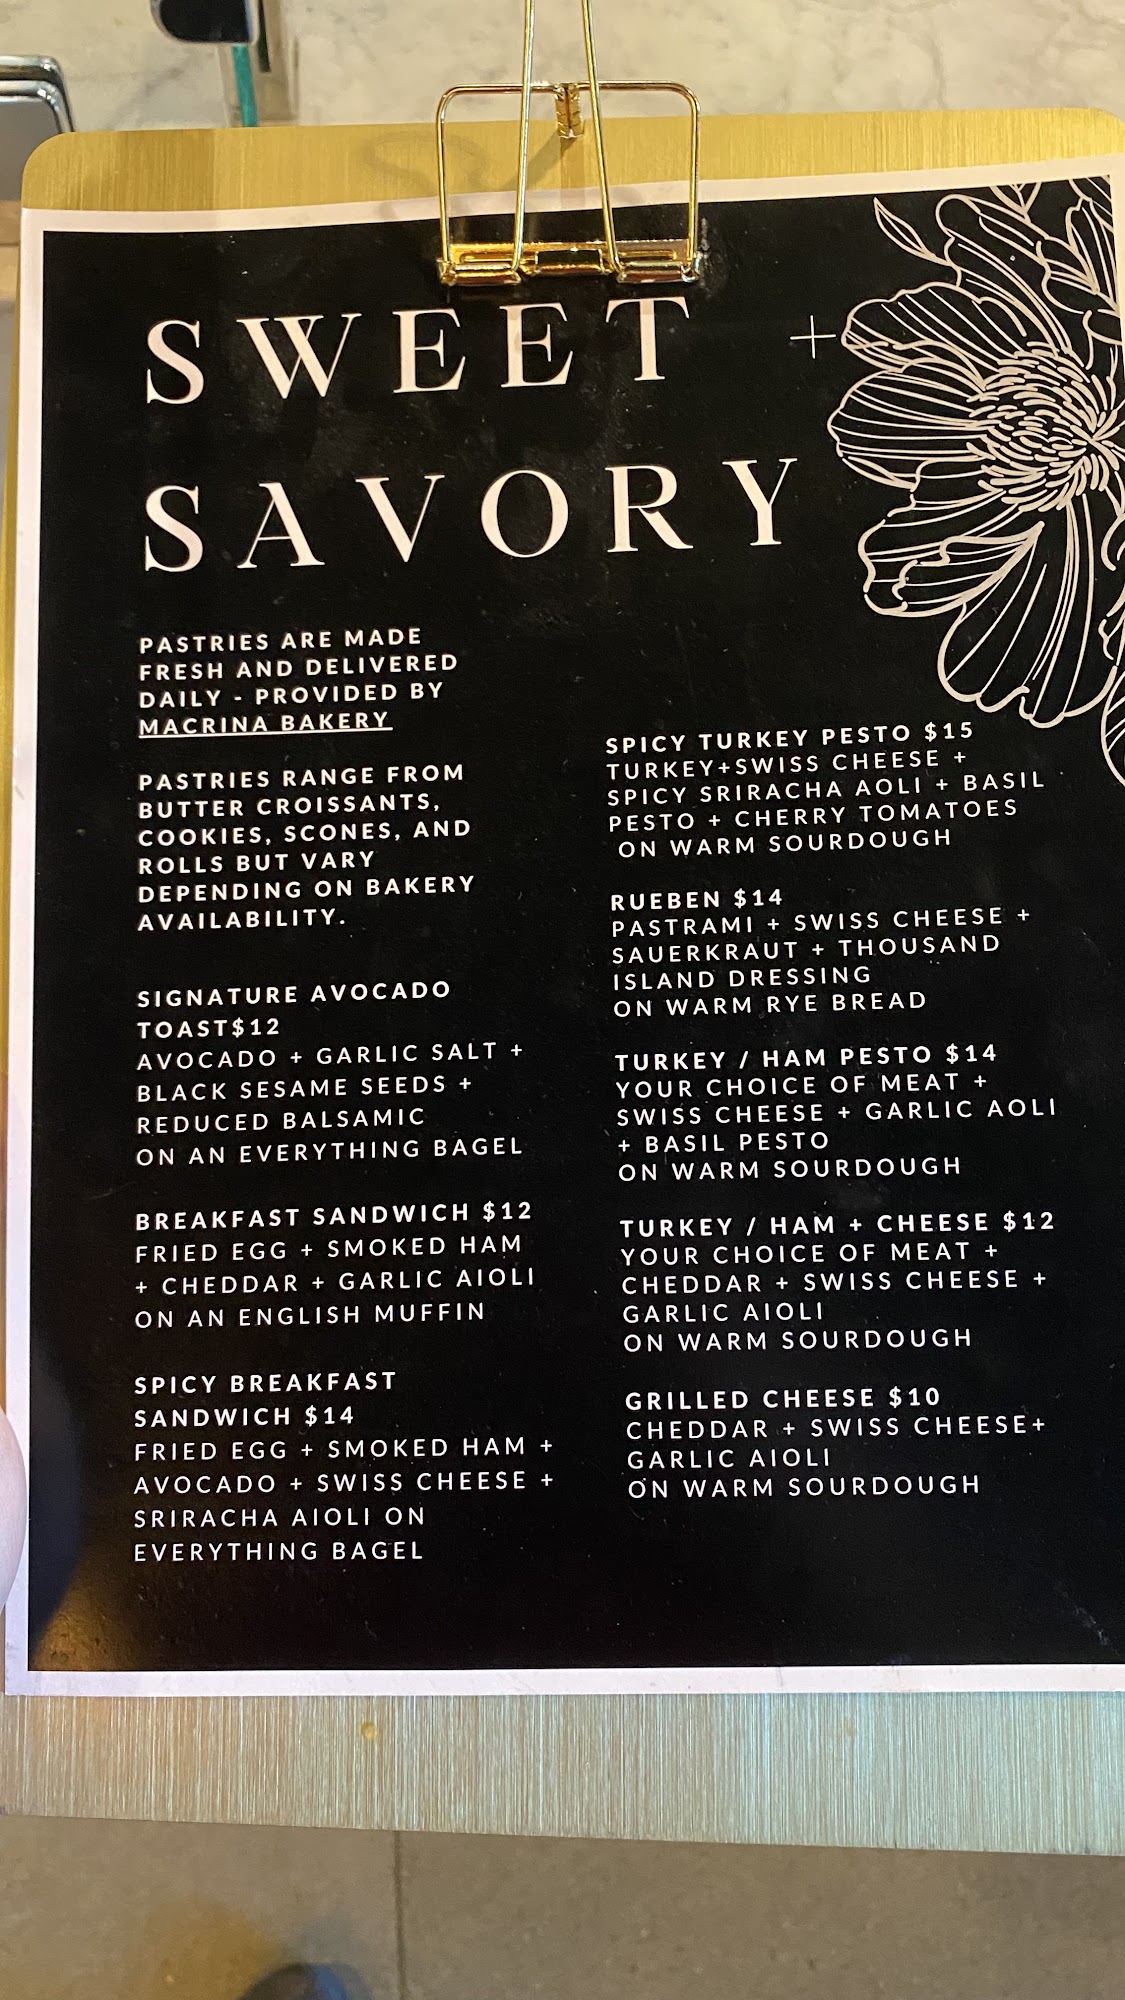 SWEET +
SAVORY
PASTRIES ARE MADE
FRESH AND DELIVERED
DAILY - PROVIDED BY
MACRINA BAKERY
PASTRIES RANGE FROM
BUTTER CROISSANTS,
COOKIES, SCONES, AND
ROLLS BUT VARY
DEPENDING ON BAKERY
AVAILABILITY.
SIGNATURE AVOCADO
TOAST$12
AVOCADO + GARLIC SALT +
BLACK SESAME SEEDS +
REDUCED BALSAMIC
ON AN EVERYTHING BAGEL
BREAKFAST SANDWICH $12
FRIED EGG + SMOKED HAM
+ CHEDDAR + GARLIC AIOLI
ON AN ENGLISH MUFFIN
SPICY BREAKFAST
SANDWICH $14
FRIED EGG + SMOKED HAM +
AVOCADO + SWISS CHEESE +
SRIRACHA AIOLI ON
EVERYTHING BAGEL
SPICY TURKEY PESTO $15
TURKEY+SWISS CHEESE +
SPICY SRIRACHA AOLI + BASIL
PESTO + CHERRY TOMATOES
ON WARM SOURDOUGH
RUEBEN $14
PASTRAMI + SWISS CHEESE +
SAUERKRAUT + THOUSAND
ISLAND DRESSING
ON WARM RYE BREAD
TURKEY / HAM PESTO $14
YOUR CHOICE OF MEAT +
SWISS CHEESE + GARLIC AOLI
+ BASIL PESTO
ON WARM SOURDOUGH
TURKEY / HAM + CHEESE $12
YOUR CHOICE OF MEAT +
CHEDDAR + SWISS CHEESE +
GARLIC AIOLI
ON WARM SOURDOUGH
GRILLED CHEESE $10
CHEDDAR + SWISS CHEESE+
GARLIC AIOLI
ON WARM SOURDOUGH